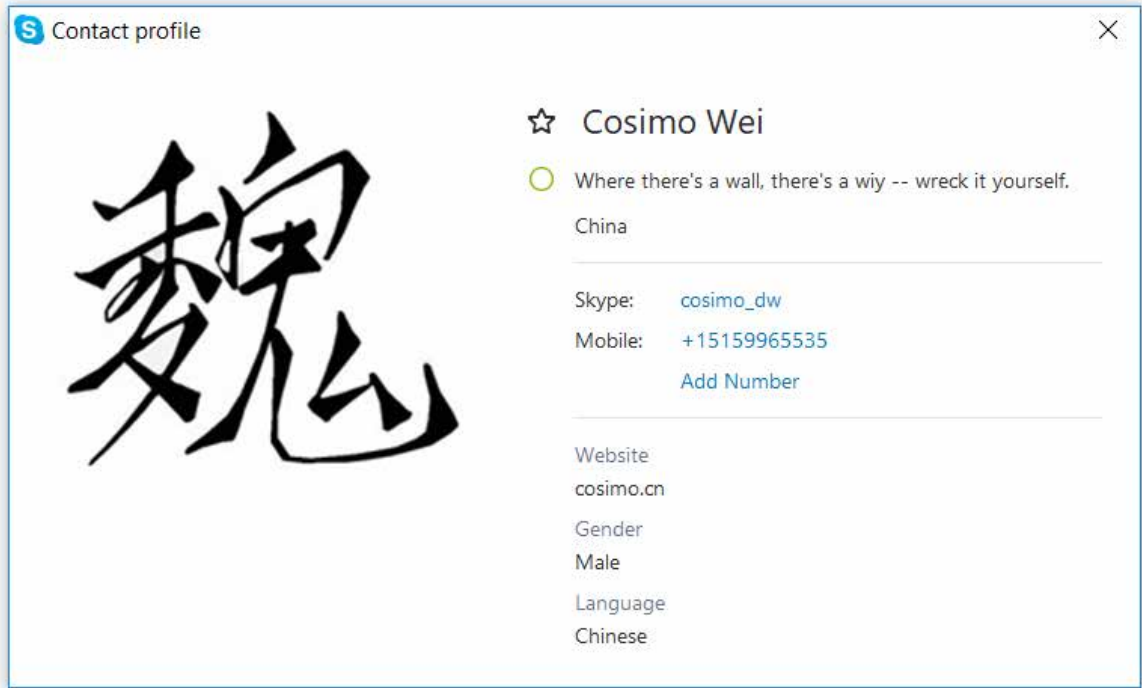 Contact profile
魏
Cosimo Wei
Where there's a wall, there's a wiy -- wreck it yourself.
China
Skype: cosimo_dw
Mobile: +15159965535
Add Number
Website
cosimo.cn
Gender
Male
Language
Chinese